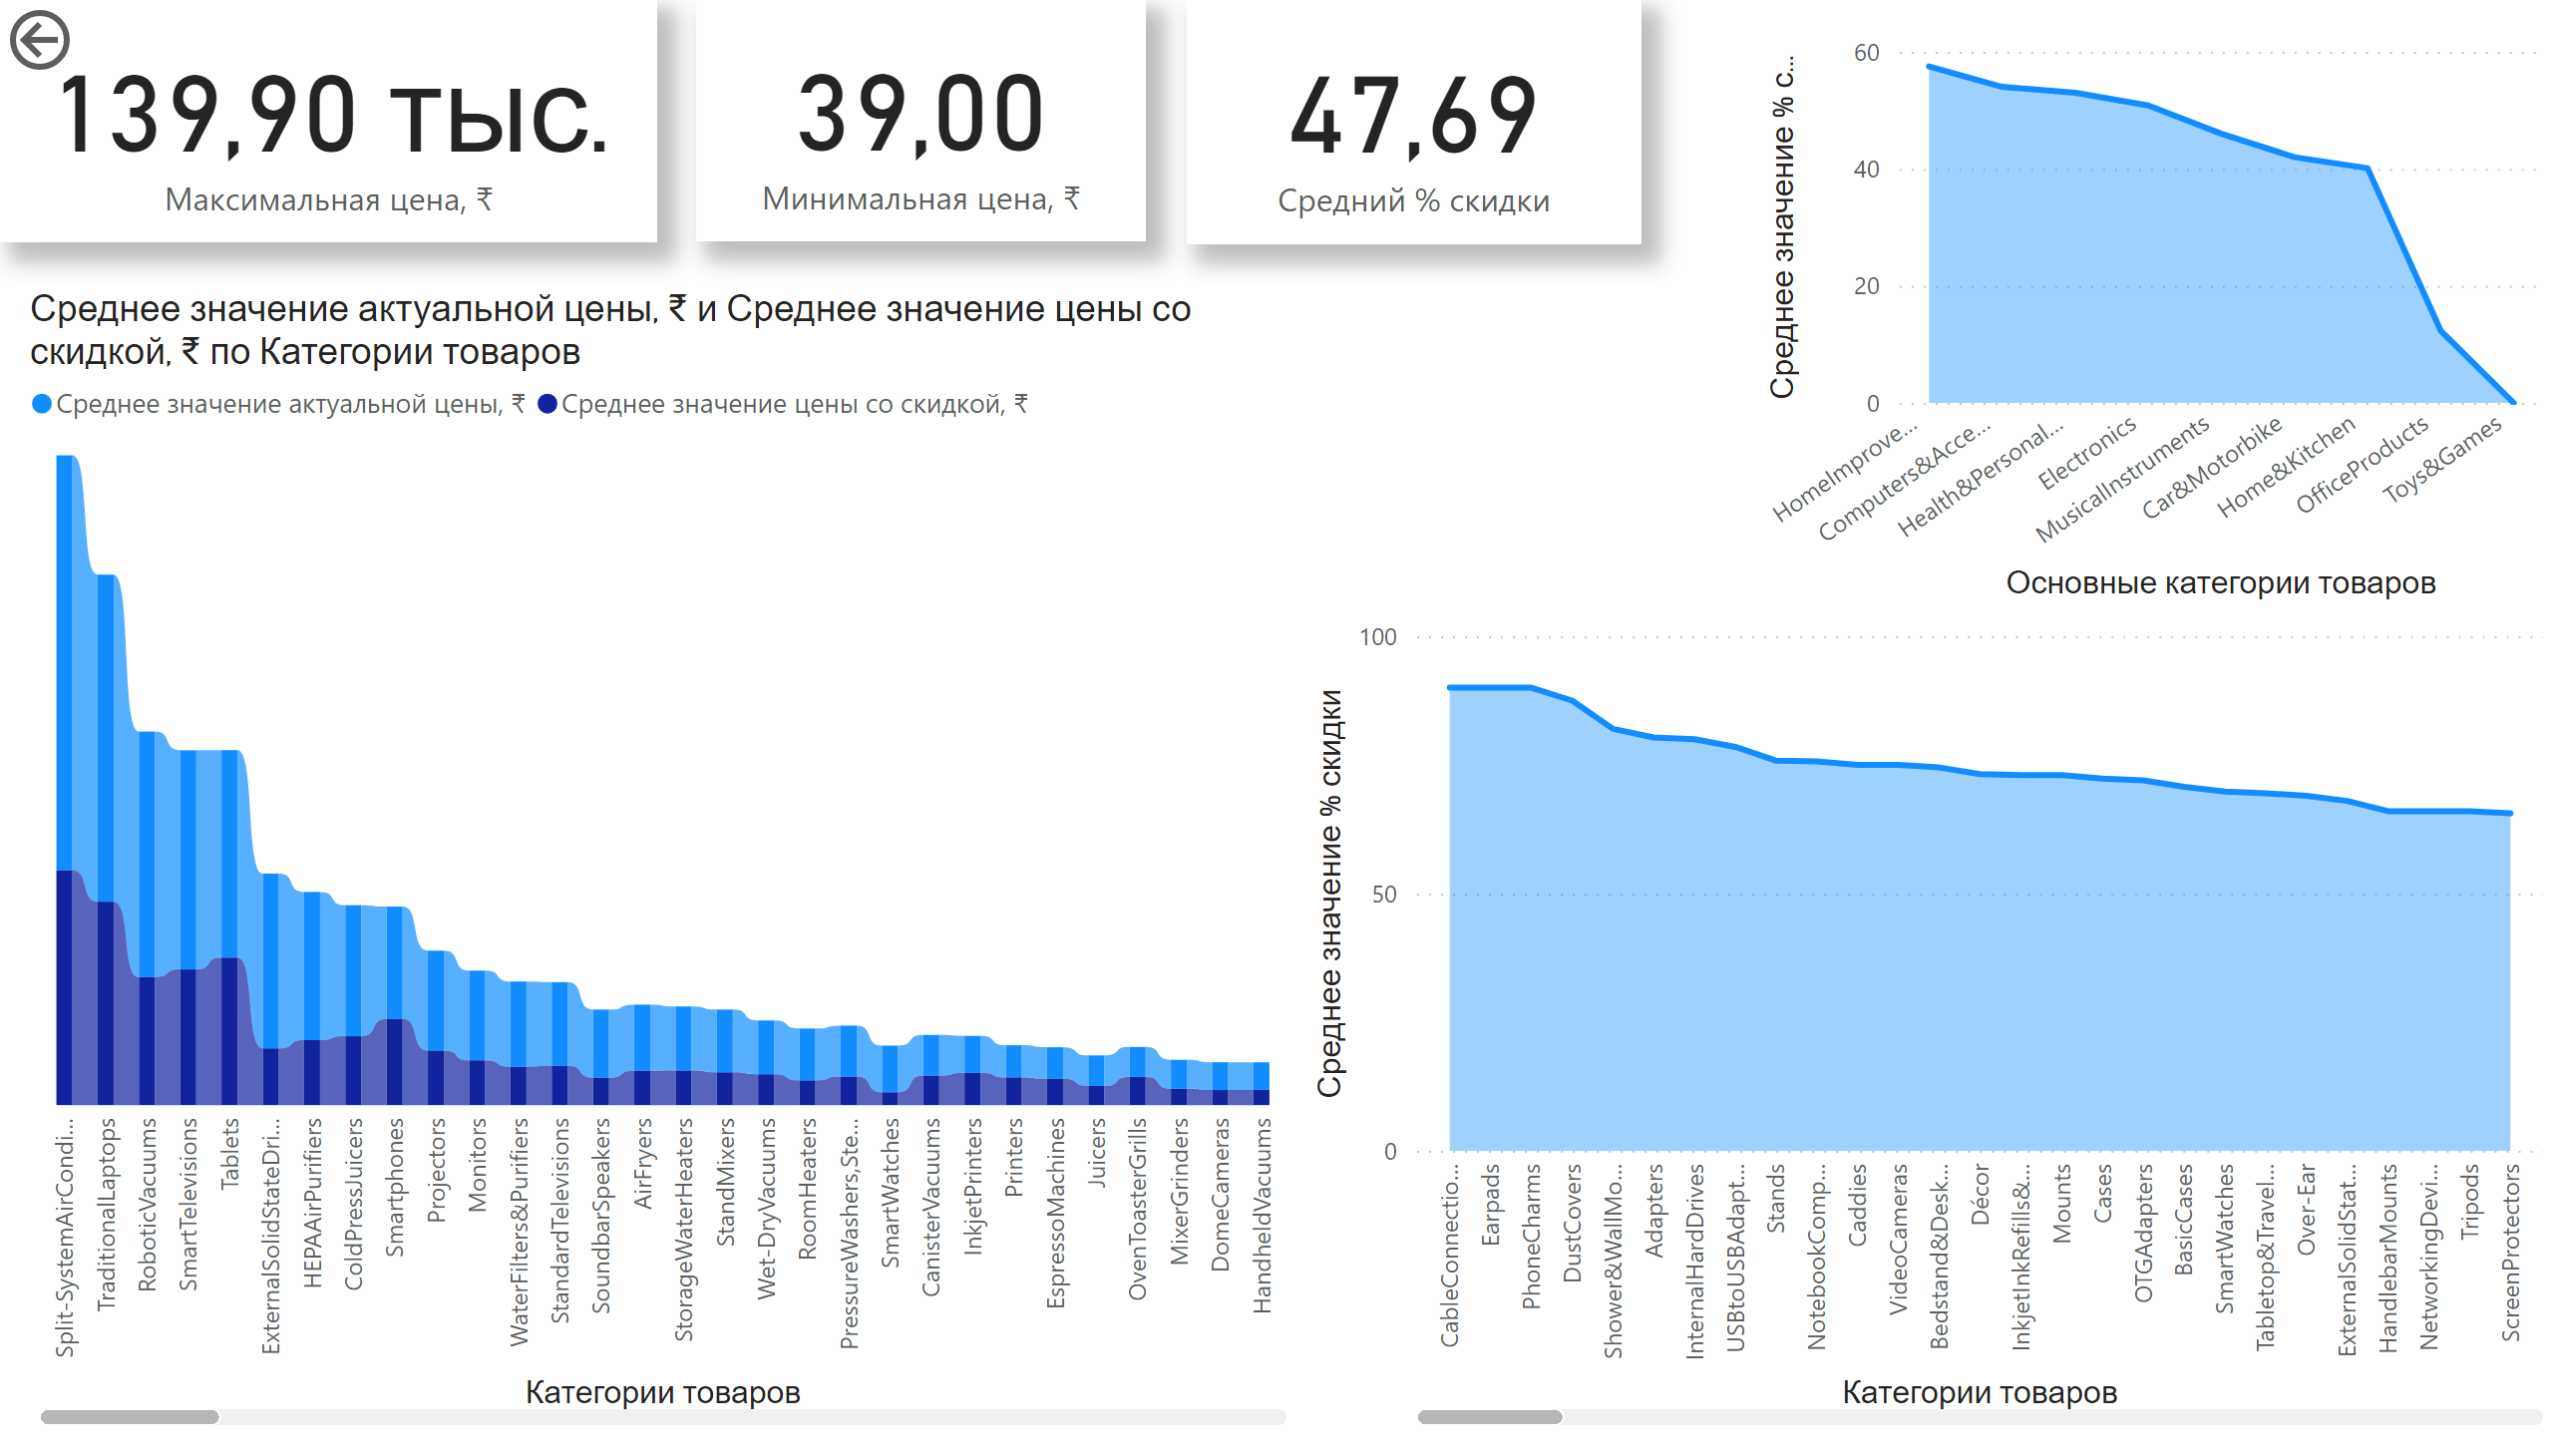 139,90 тыс.
Максимальная цена, ₹
39,00
Минимальная цена, ₹
47,69
Средний % скидки
Среднее значение % с...
60
40
20
0
HomeImprove...
Computers&Acce...
Health&Personal...
Electronics
MusicalInstruments
Car&Motorbike
Home&Kitchen
OfficeProducts
Toys&Games
Основные категории товаров
Среднее значение актуальной цены, ₹ и Среднее значение цены со
скидкой, ₹ по Категории товаров
Среднее значение актуальной цены, ₹ Среднее значение цены со скидкой, ₹
Split-SystemAirCondi...
TraditionalLaptops
RoboticVacuums
SmartTelevisions
Tablets
ExternalSolidStateDri...
HEPAAirPurifiers
ColdPressJuicers
Smartphones
Projectors
Monitors
WaterFilters&Purifiers
StandardTelevisions
SoundbarSpeakers
AirFryers
StorageWaterHeaters
StandMixers
Wet-DryVacuums
RoomHeaters
PressureWashers,Ste...
SmartWatches
CanisterVacuums
InkjetPrinters
Printers
EspressoMachines
Juicers
OvenToasterGrills
MixerGrinders
DomeCameras
HandheldVacuums
Категории товаров
Среднее значение % скидки
100
50
0
CableConnectio...
Earpads
PhoneCharms
DustCovers
Shower&WallMo...
Adapters
InternalHardDrives
USBtoUSBAdapt...
Stands
NotebookComp...
Caddies
VideoCameras
Bedstand&Desk...
Décor
InkjetInkRefills&...
Mounts
Cases
OTGAdapters
BasicCases
SmartWatches
Tabletop&Travel...
Over-Ear
ExternalSolidStat...
HandlebarMounts
NetworkingDevi...
Tripods
ScreenProtectors
Категории товаров